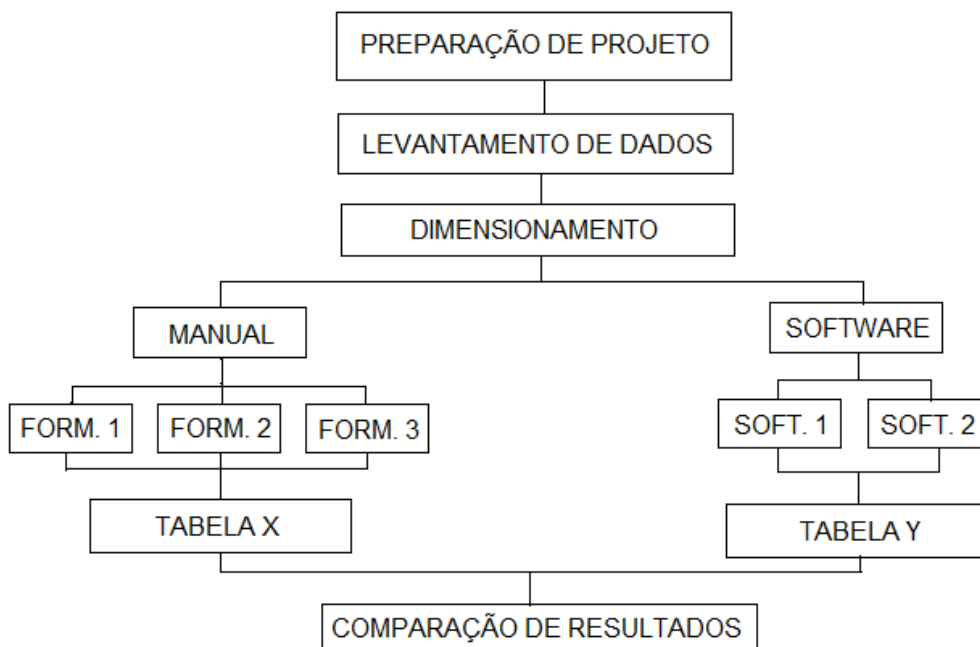 PREPARAÇÃO DE PROJETO
LEVANTAMENTO DE DADOS
DIMENSIONAMENTO
MANUAL
SOFTWARE
FORM. 1
FORM. 2
FORM. 3
SOFT. 1
SOFT. 2
TABELA X
TABELA Y
COMPARAÇÃO DE RESULTADOS